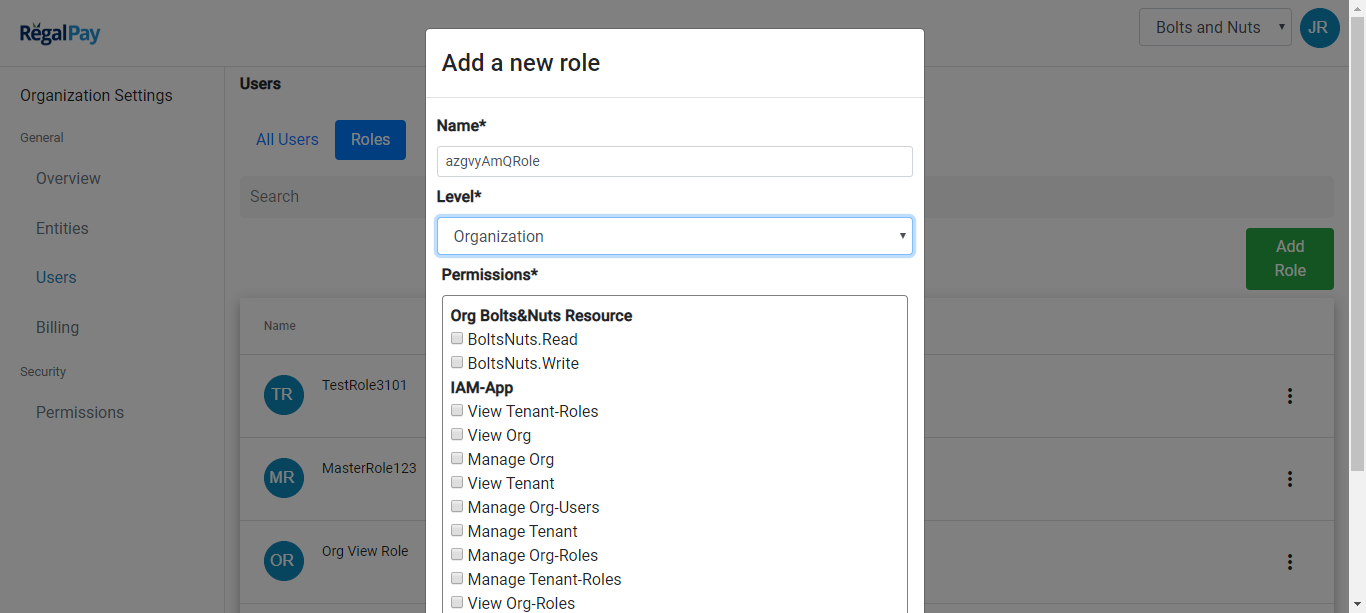 RegalPay
Bolts and Nuts
JR
Organization Settings
General
Overview
Entities
Users
Billing
Security
Permissions
Users
All Users
Roles
Search
Add
Role
Name
TR
TestRole3101
MR
MasterRole123
OR
Org View Role
Add a new role
Name*
azgvyAmQRole
Level*
Organization
Permissions*
Org Bolts&Nuts Resource
BoltsNuts.Read
BoltsNuts.Write
IAM-App
View Tenant-Roles
View Org
Manage Org
View Tenant
Manage Org-Users
Manage Tenant
Manage Org-Roles
Manage Tenant-Roles
View Org-Roles